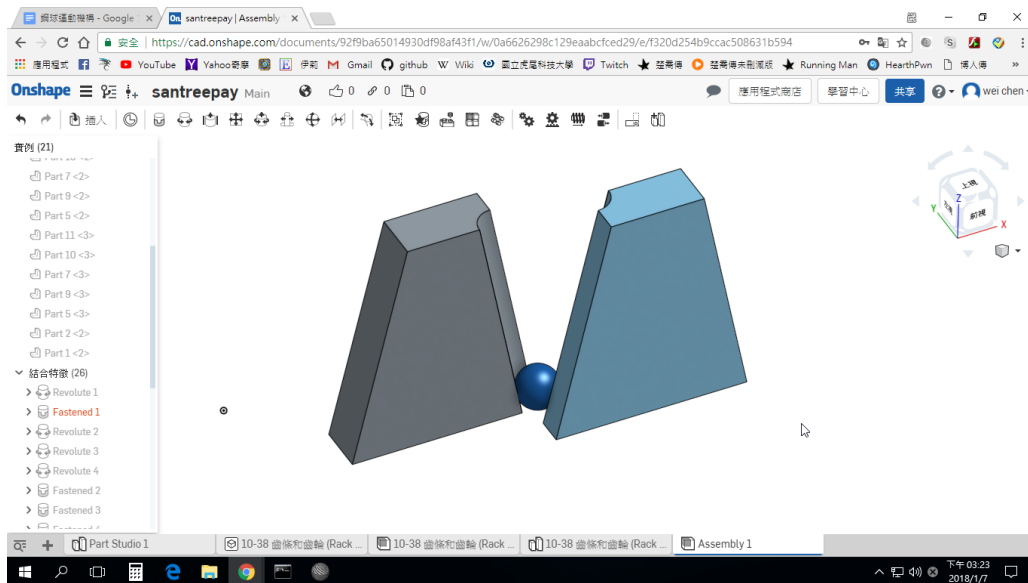 鋼球運動機構 - Google
santreepay | Assembly
安全 | https://cad.onshape.com/documents/92f9ba65014930df98af43f1/w/0a6626298c129eaabcfced29/e/f320d254b9ccac508631b594
應用程式 YouTube Yahoo奇摩 伊莉 Gmail github Wiki 國立虎尾科技大學 Twitch 楚喬傳 楚喬傳未刪減版 Running Man HearthPwn 博人傳 »
Onshape santreepay Main 0 0 0 應用程式商店 學習中心 共享 wei chen
插入
實例 (21)
Part 7 <2>
Part 9 <2>
Part 5 <2>
Part 11 <3>
Part 10 <3>
Part 7 <3>
Part 9 <3>
Part 5 <3>
Part 2 <2>
Part 1 <2>
結合特徵 (26)
Revolute 1
Fastened 1
Revolute 2
Revolute 3
Revolute 4
Fastened 2
Fastened 3
上視
前視
Z
Y
X
Part Studio 1 10-38 齒條和齒輪 (Rack ... 10-38 齒條和齒輪 (Rack ... 10-38 齒條和齒輪 (Rack ... Assembly 1
下午 03:23
2018/1/7